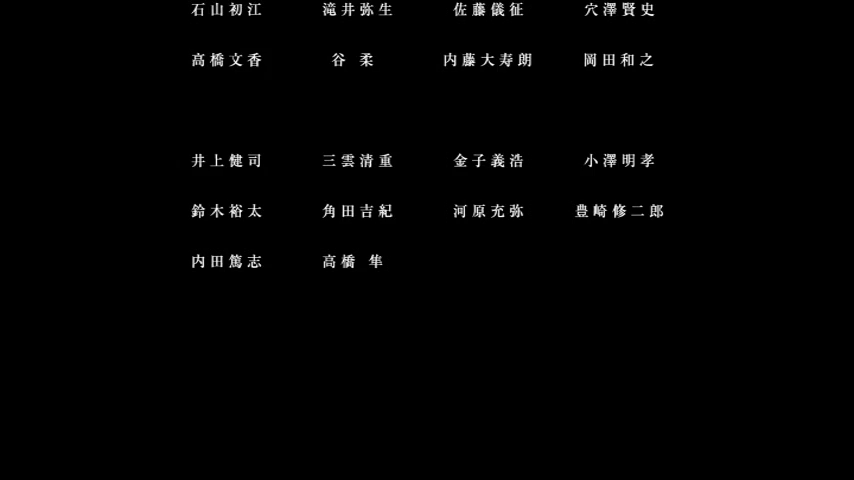 石山初江 滝井弥生 佐藤儀征 穴澤賢史
高橋文香 谷 柔 内藤大寿朗 岡田和之
井上健司 三雲清重 金子義浩 小澤明孝
鈴木裕太 角田吉紀 河原充弥 豊崎修二郎
内田篤志 高橋 隼